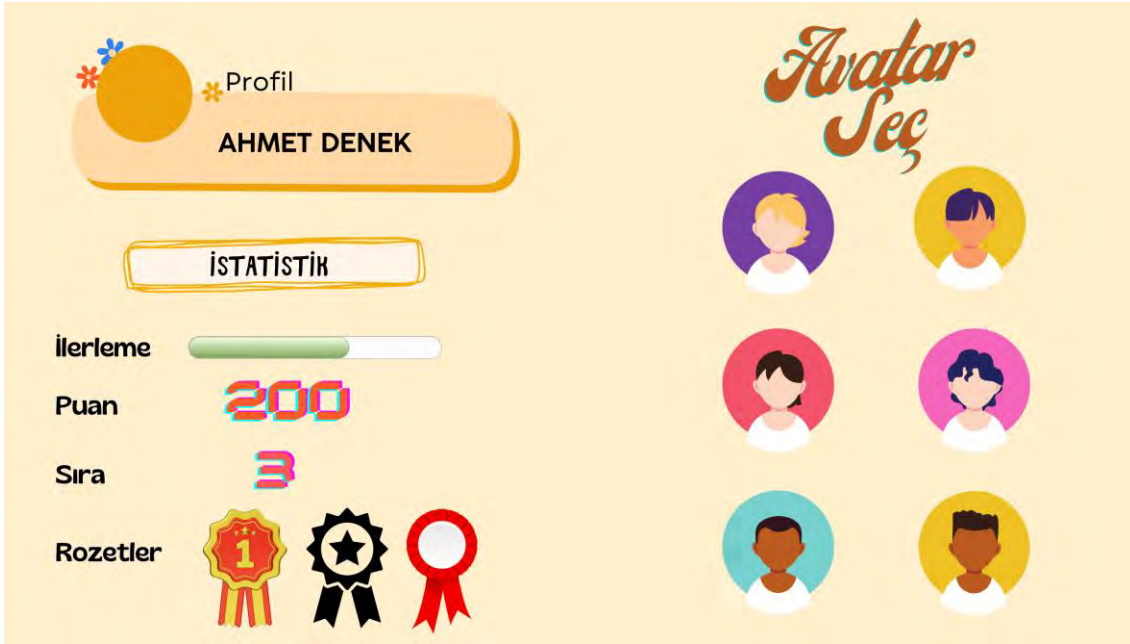 Profil
AHMET DENEK
İSTATİSTİK
İlerleme
Puan 200
Sıra 3
Rozetler 1
Avatar
Seç